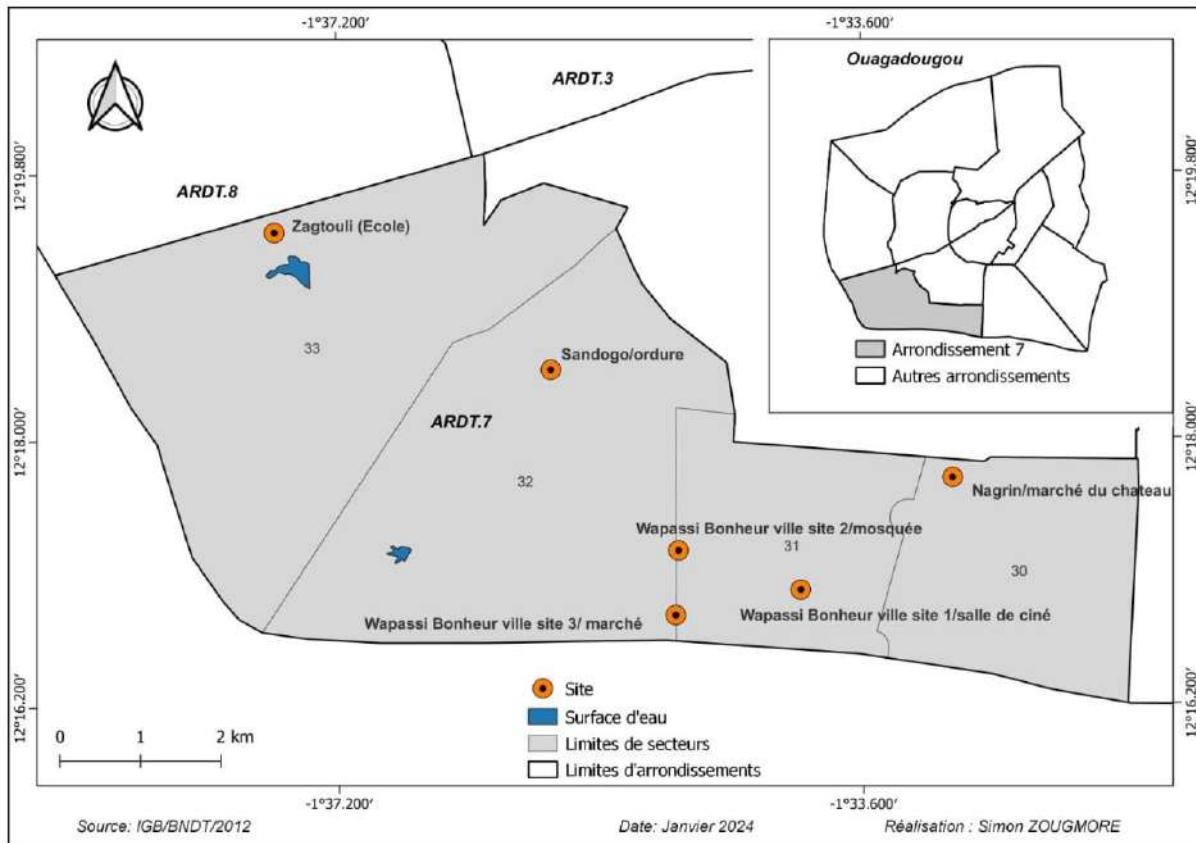 -1°37.200'
-1°33.600'
Ouagadougou
ARDT.3
12°19.800'
12°19.800'
ARDT.8
Zagtouli (Ecole)
33
Sandogo/ordure
Arrondissement 7
Autres arrondissements
ARDT.7
12°18.000'
12°18.000'
32
Nagrin/marché du chateau
Wapassi Bonheur ville site 2/mosquée
31
30
Wapassi Bonheur ville site 3/ marché
Wapassi Bonheur ville site 1/salle de ciné
12°16.200'
12°16.200'
Site
Surface d'eau
Limites de secteurs
Limites d'arrondissements
0 1 2 km
-1°37.200'
-1°33.600'
Source: IGB/BNDT/2012
Date: Janvier 2024
Réalisation : Simon ZOUGMORE